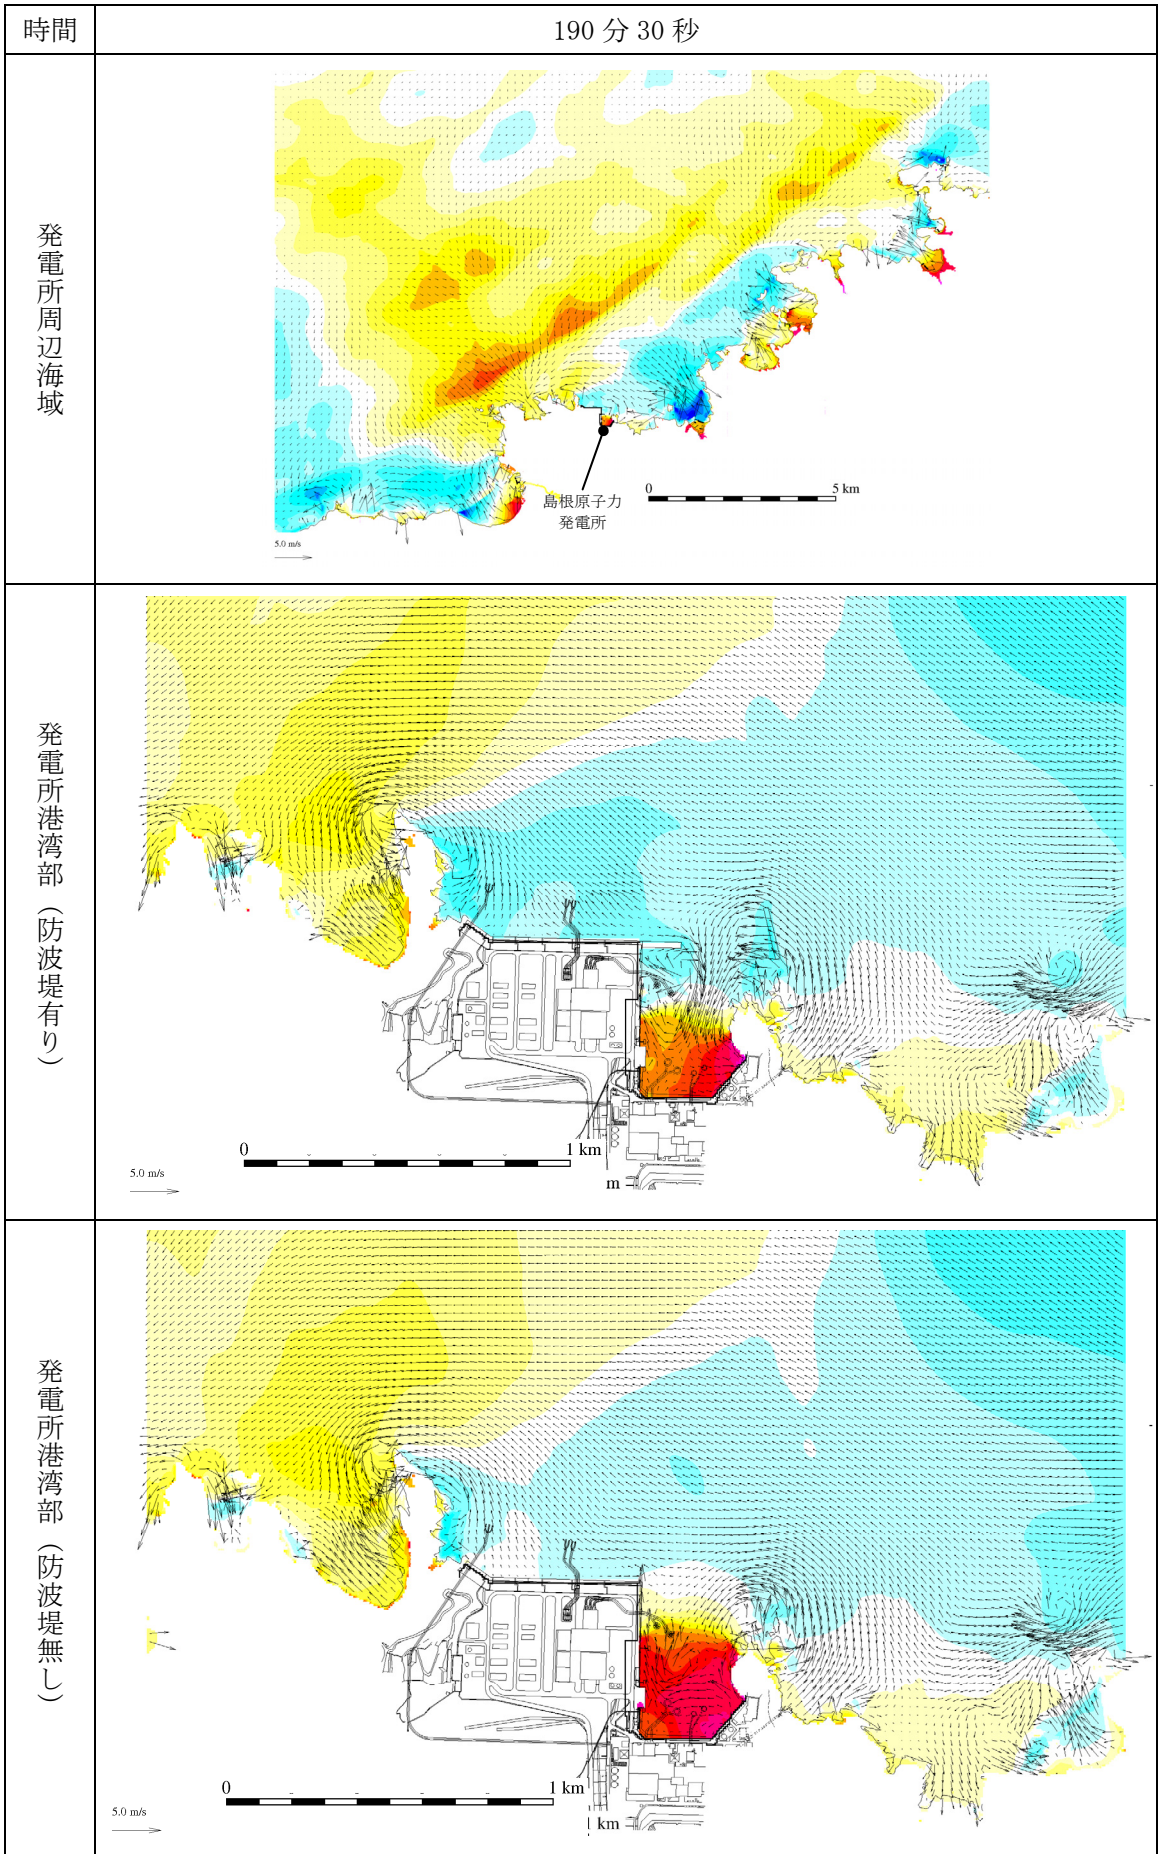 時間
190 分 30 秒
発電所周辺海域
島根原子力
発電所
0
5 km
5.0 m/s
発電所港湾部（防波堤有り）
0
1 km
5.0 m/s
m
発電所港湾部（防波堤無し）
0
1 km
5.0 m/s
km